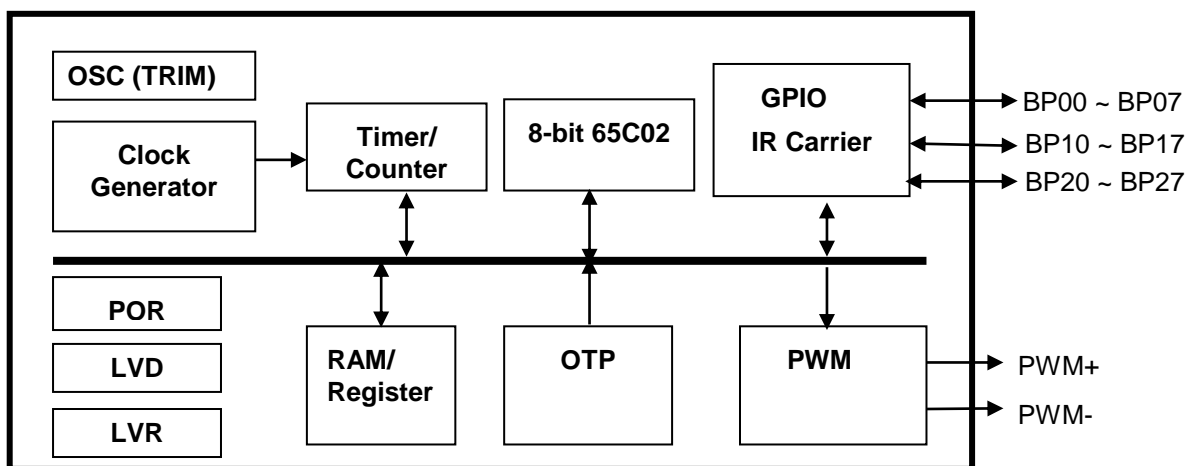 OSC (TRIM)
Clock
Generator
Timer/
Counter
8-bit 65C02
GPIO
IR Carrier
BP00 ~ BP07
BP10 ~ BP17
BP20 ~ BP27
POR
LVD
LVR
RAM/
Register
OTP
PWM
PWM+
PWM-